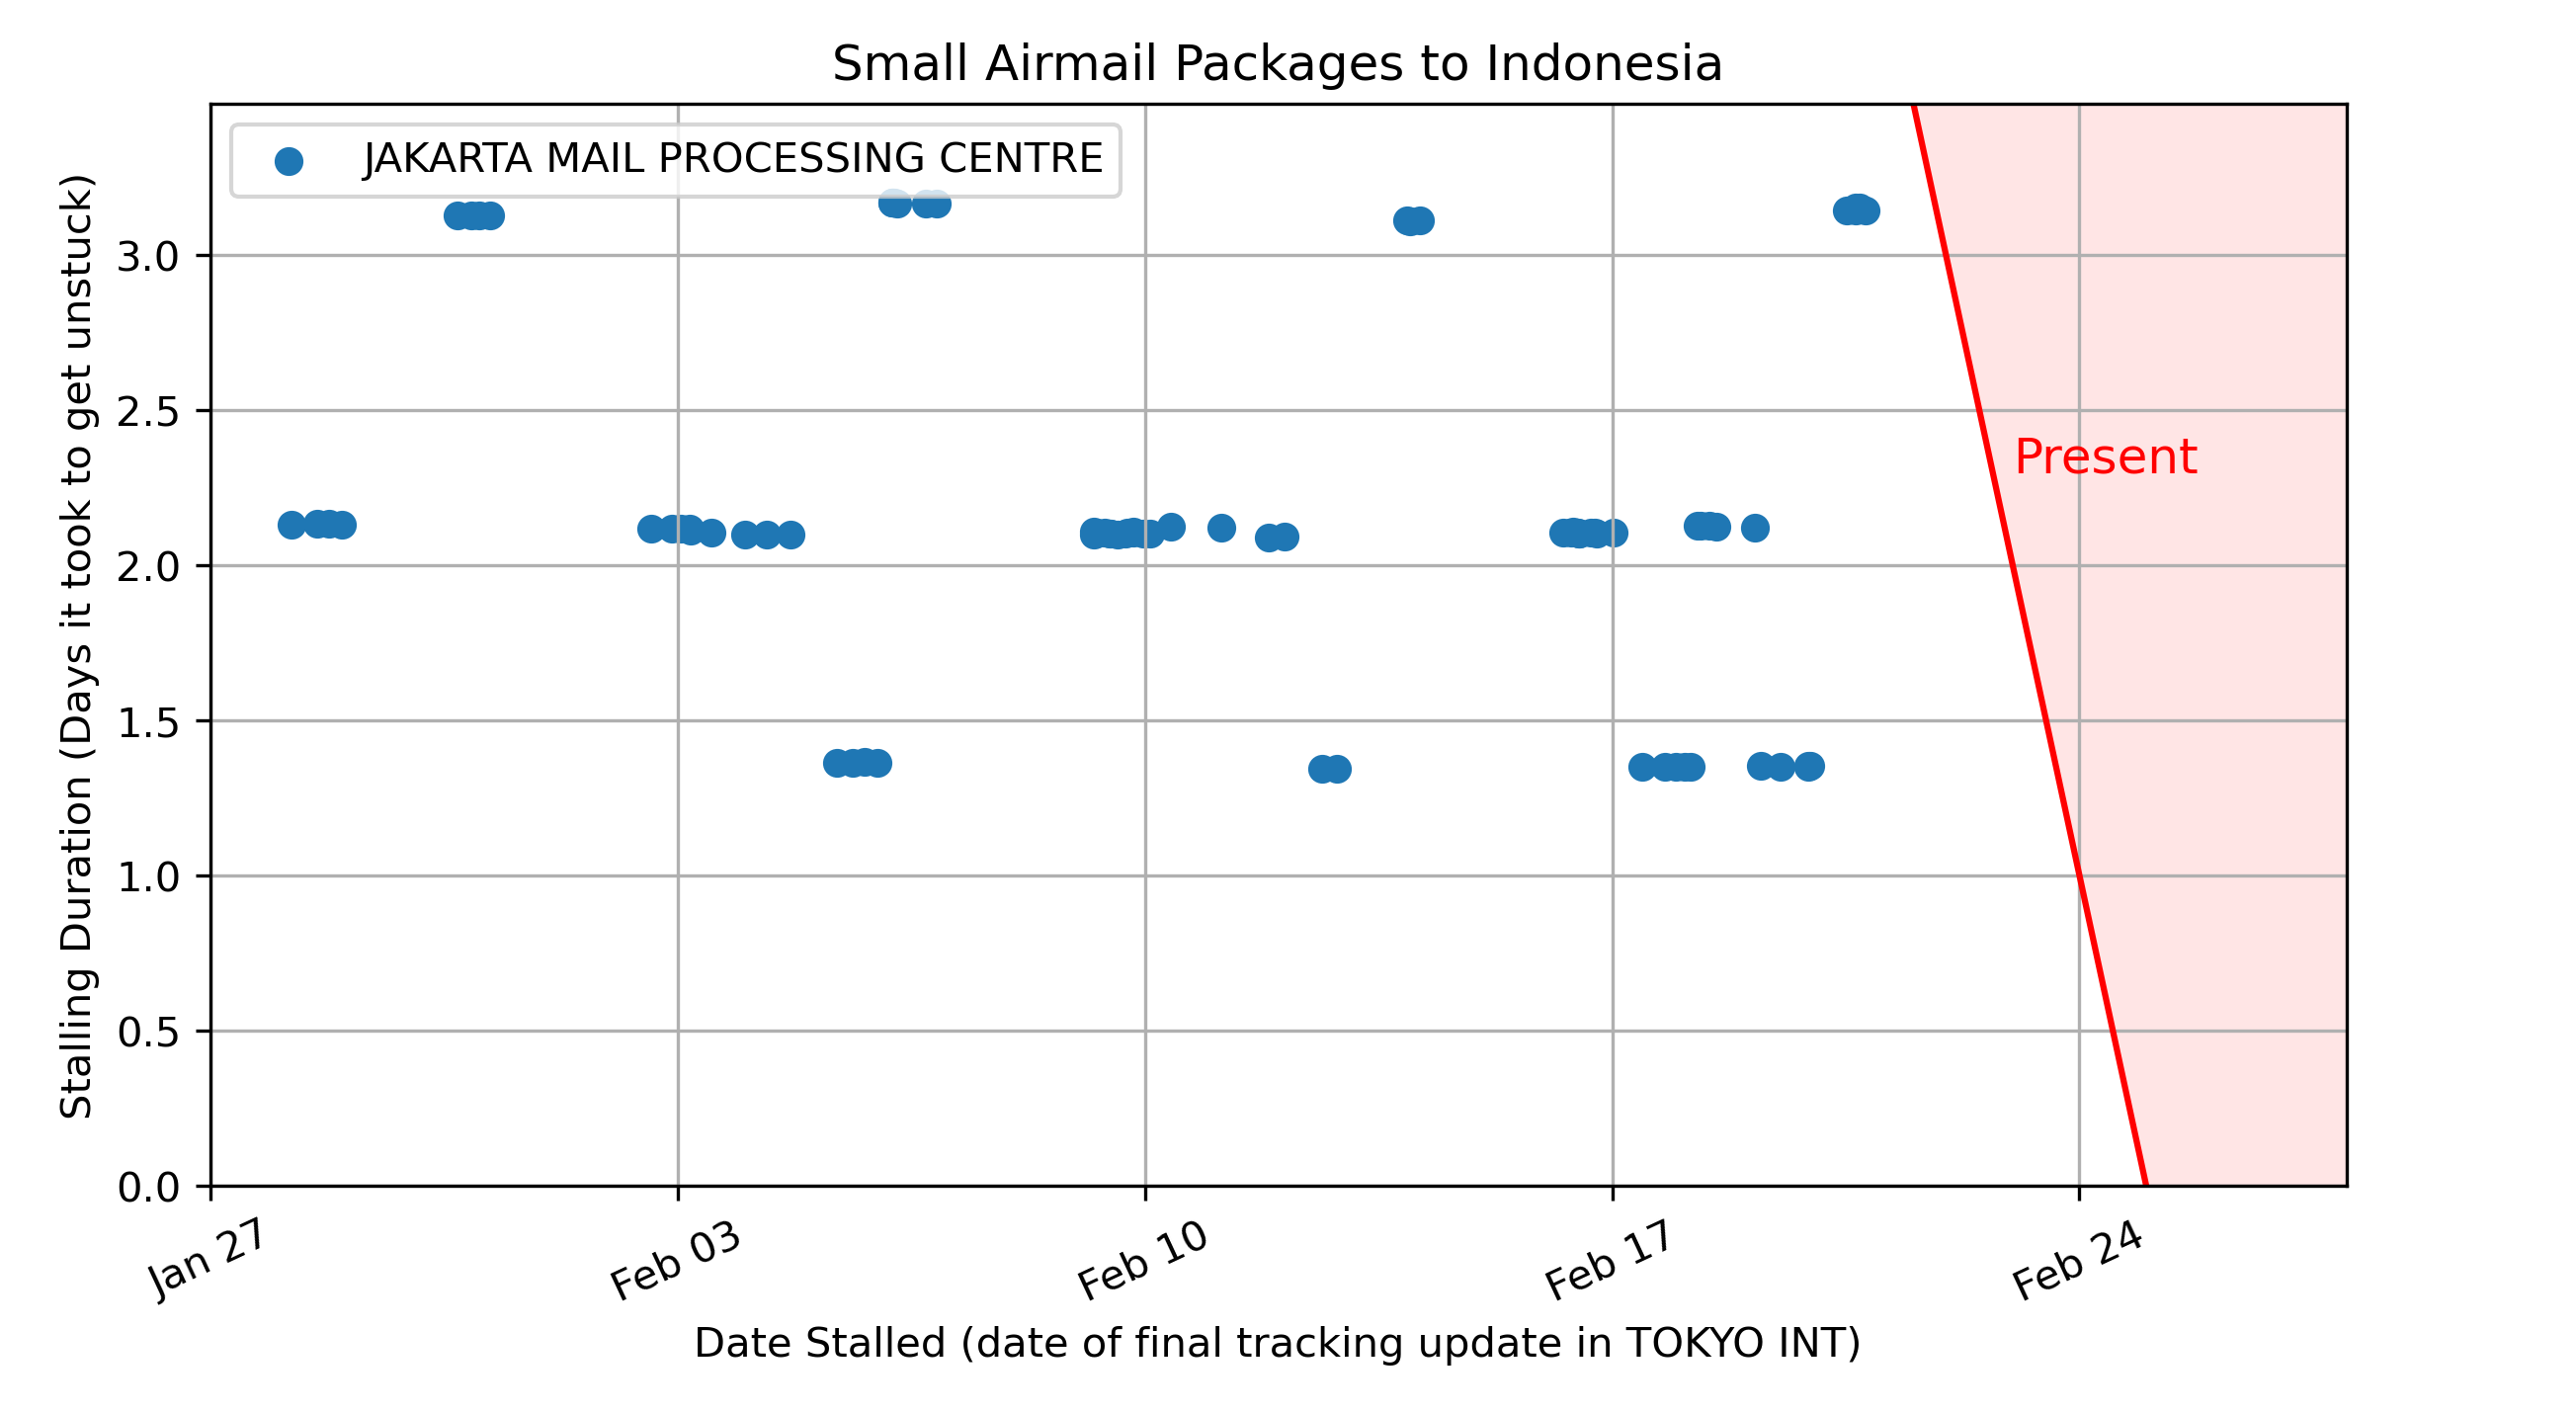 Small Airmail Packages to Indonesia
JAKARTA MAIL PROCESSING CENTRE
Stalling Duration (Days it took to get unstuck)
3.0
2.5
2.0
1.5
1.0
0.5
0.0
Present
Jan 27
Feb 03
Feb 10
Feb 17
Feb 24
Date Stalled (date of final tracking update in TOKYO INT)